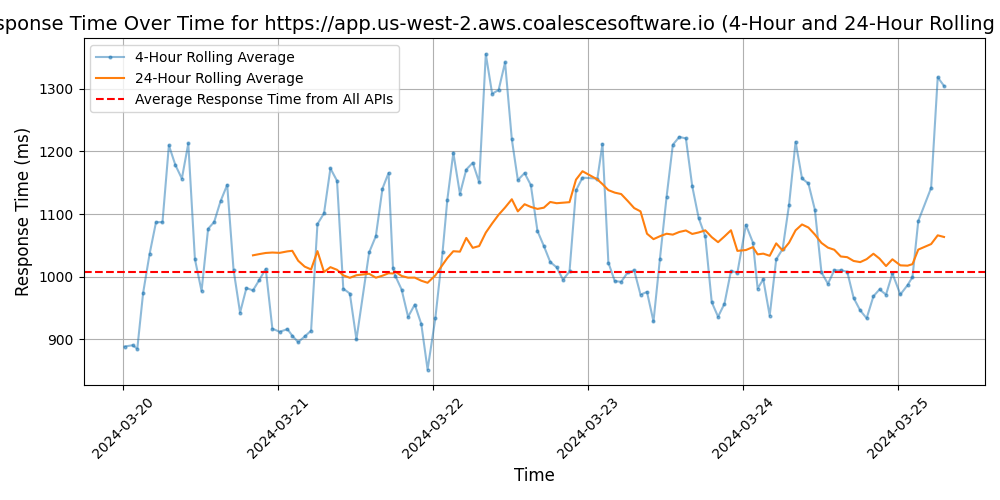 sponse Time Over Time for https://app.us-west-2.aws.coalescesoftware.io (4-Hour and 24-Hour Rolling
4-Hour Rolling Average
24-Hour Rolling Average
Average Response Time from All APIs
Response Time (ms)
1300
1200
1100
1000
900
2024-03-20
2024-03-21
2024-03-22
2024-03-23
2024-03-24
2024-03-25
Time